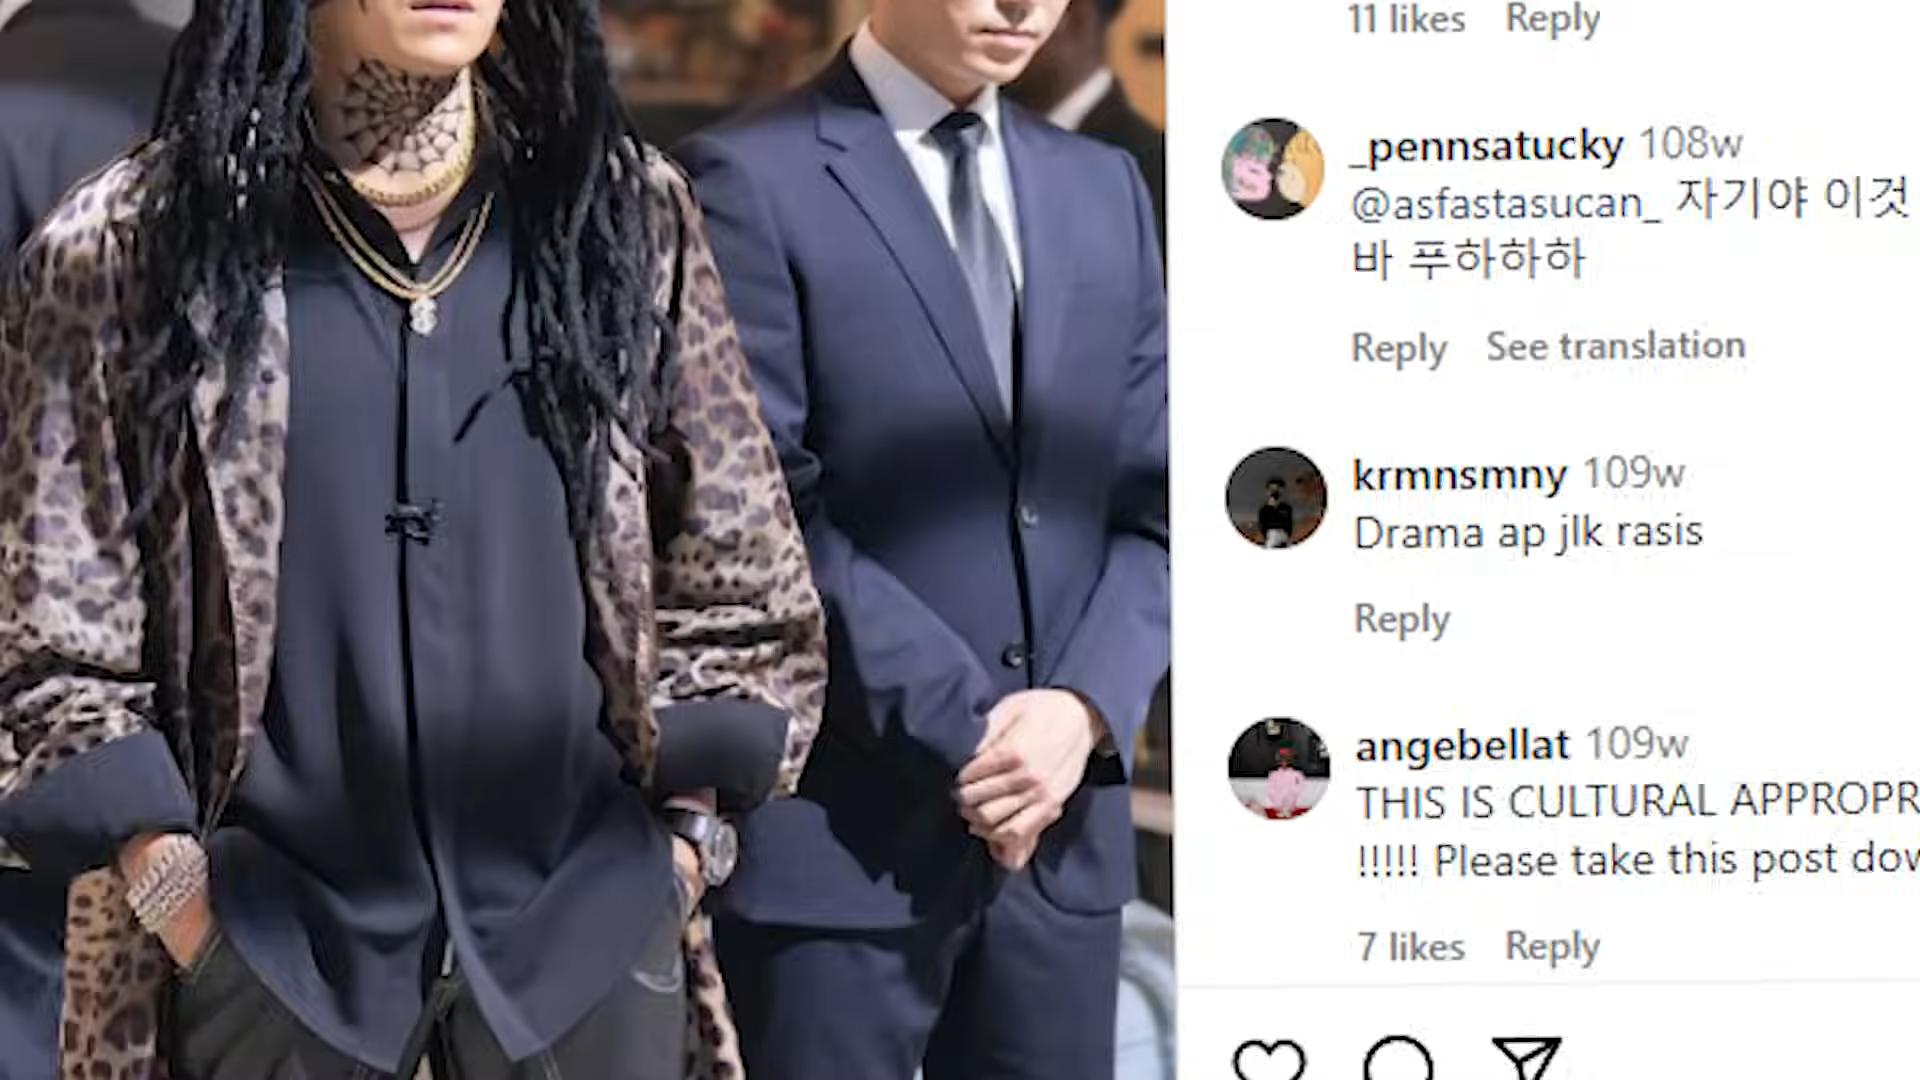 11 likes Reply
_pennsatucky 108w
@asfastasucan_ 자기야 이것
바 푸하하하
Reply See translation
krmnsmny 109w
Drama ap jlk rasis
Reply
angebellat 109w
THIS IS CULTURAL APPROPR
!!!!! Please take this post dow
7 likes Reply